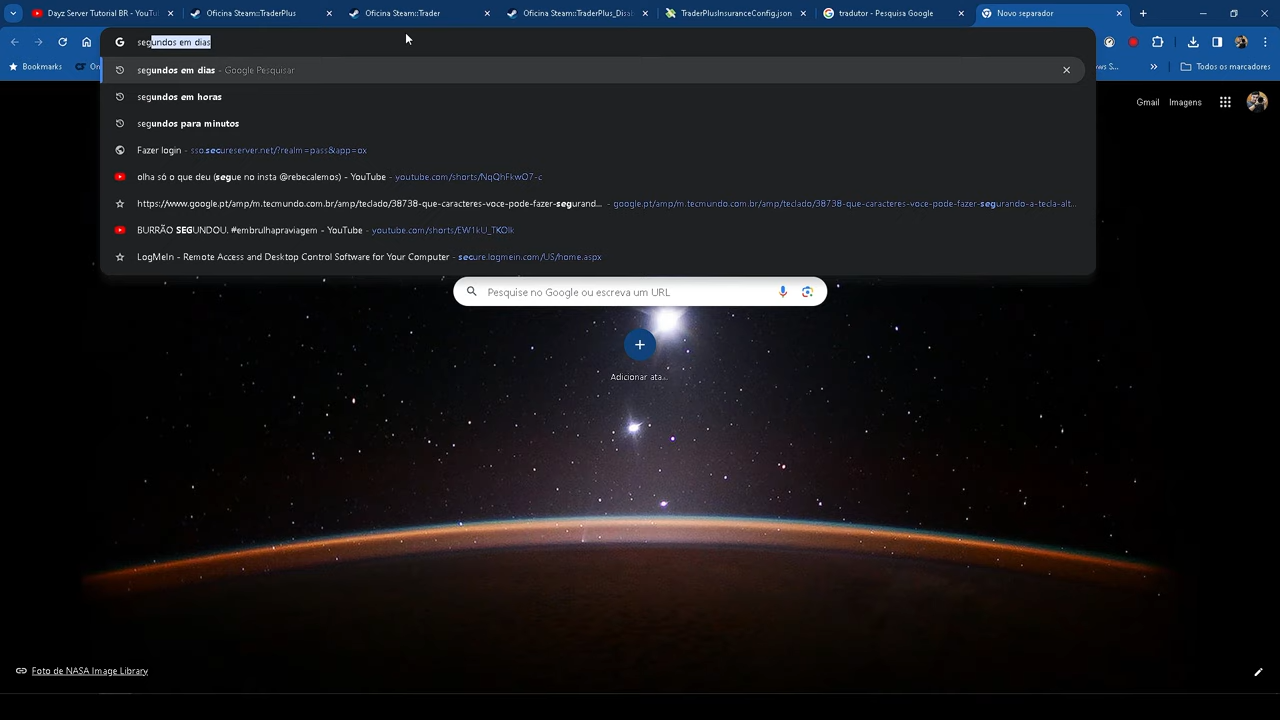 Dayz Server Tutorial BR - YouTu
Oficina Steam::TraderPlus
Oficina Steam::Trader
Oficina Steam::TraderPlus_Disab
TraderPlusInsuranceConfig.json
tradutor - Pesquisa Google
Novo separador
segundos em dias
Bookmarks
On
ws S...
Todos os marcadores
segundos em dias - Google Pesquisar
segundos em horas
segundos para minutos
Fazer login - sso.secureserver.net/?realm=pass&app=ox
olha só o que deu (segue no insta @rebecalemos) - YouTube - youtube.com/shorts/NqQhFkwO7-c
https://www.google.pt/amp/m.tecmundo.com.br/amp/teclado/38738-que-caracteres-voce-pode-fazer-segurand... - google.pt/amp/m.tecmundo.com.br/amp/teclado/38738-que-caracteres-voce-pode-fazer-segurando-a-tecla-alt...
BURRÃO SEGUNDOU. #embrulhapraviagem - YouTube - youtube.com/shorts/EW1kU_TKOlk
LogMeIn - Remote Access and Desktop Control Software for Your Computer - secure.logmein.com/US/home.aspx
Gmail
Imagens
Pesquise no Google ou escreva um URL
Adicionar ata...
Foto de NASA Image Library